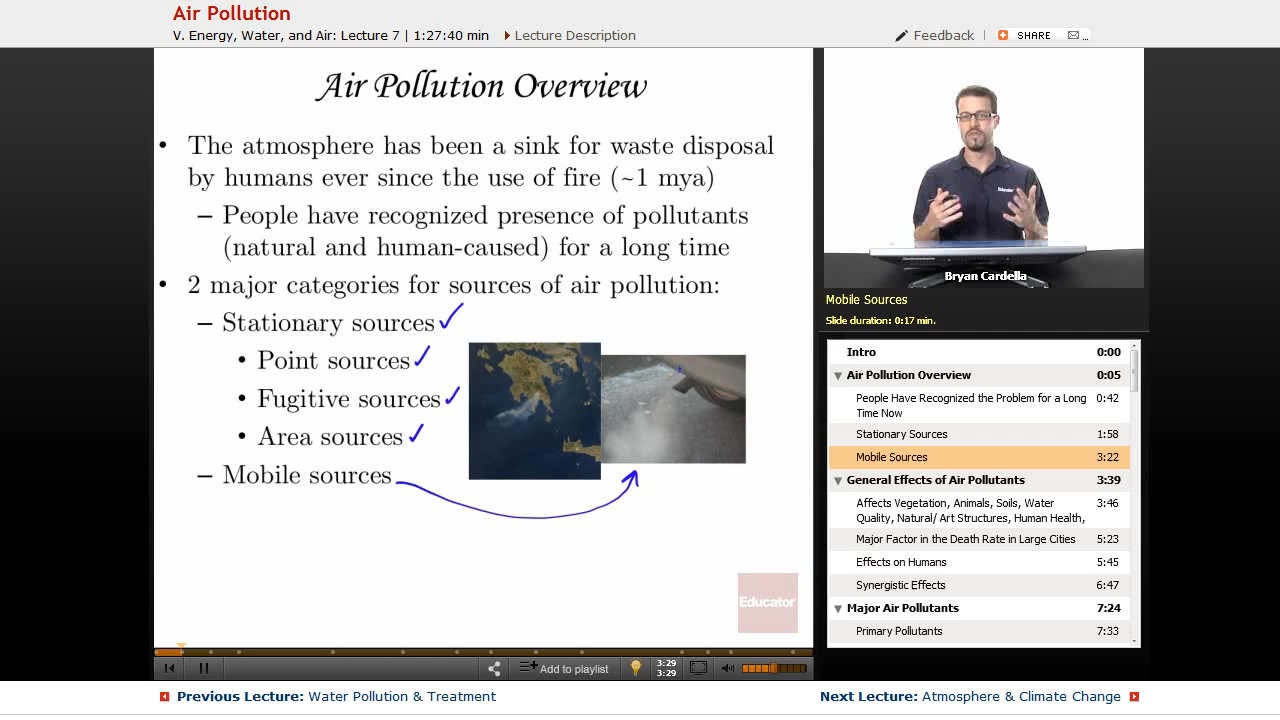 Air Pollution
V. Energy, Water, and Air: Lecture 7 | 1:27:40 min
Lecture Description
Feedback
SHARE
...
Air Pollution Overview
• The atmosphere has been a sink for waste disposal
by humans ever since the use of fire (~1 mya)
– People have recognized presence of pollutants
(natural and human-caused) for a long time
• 2 major categories for sources of air pollution:
– Stationary sources
• Point sources
• Fugitive sources
• Area sources
– Mobile sources
Educator
Educator
Bryan Cardella
Mobile Sources
Slide duration: 0:17 min.
Intro 0:00
Air Pollution Overview 0:05
People Have Recognized the Problem for a Long 0:42
Time Now
Stationary Sources 1:58
Mobile Sources 3:22
General Effects of Air Pollutants 3:39
Affects Vegetation, Animals, Soils, Water 3:46
Quality, Natural/ Art Structures, Human Health,
Major Factor in the Death Rate in Large Cities 5:23
Effects on Humans 5:45
Synergistic Effects 6:47
Major Air Pollutants 7:24
Primary Pollutants 7:33
Add to playlist
3:29
3:29
Previous Lecture: Water Pollution & Treatment
Next Lecture: Atmosphere & Climate Change